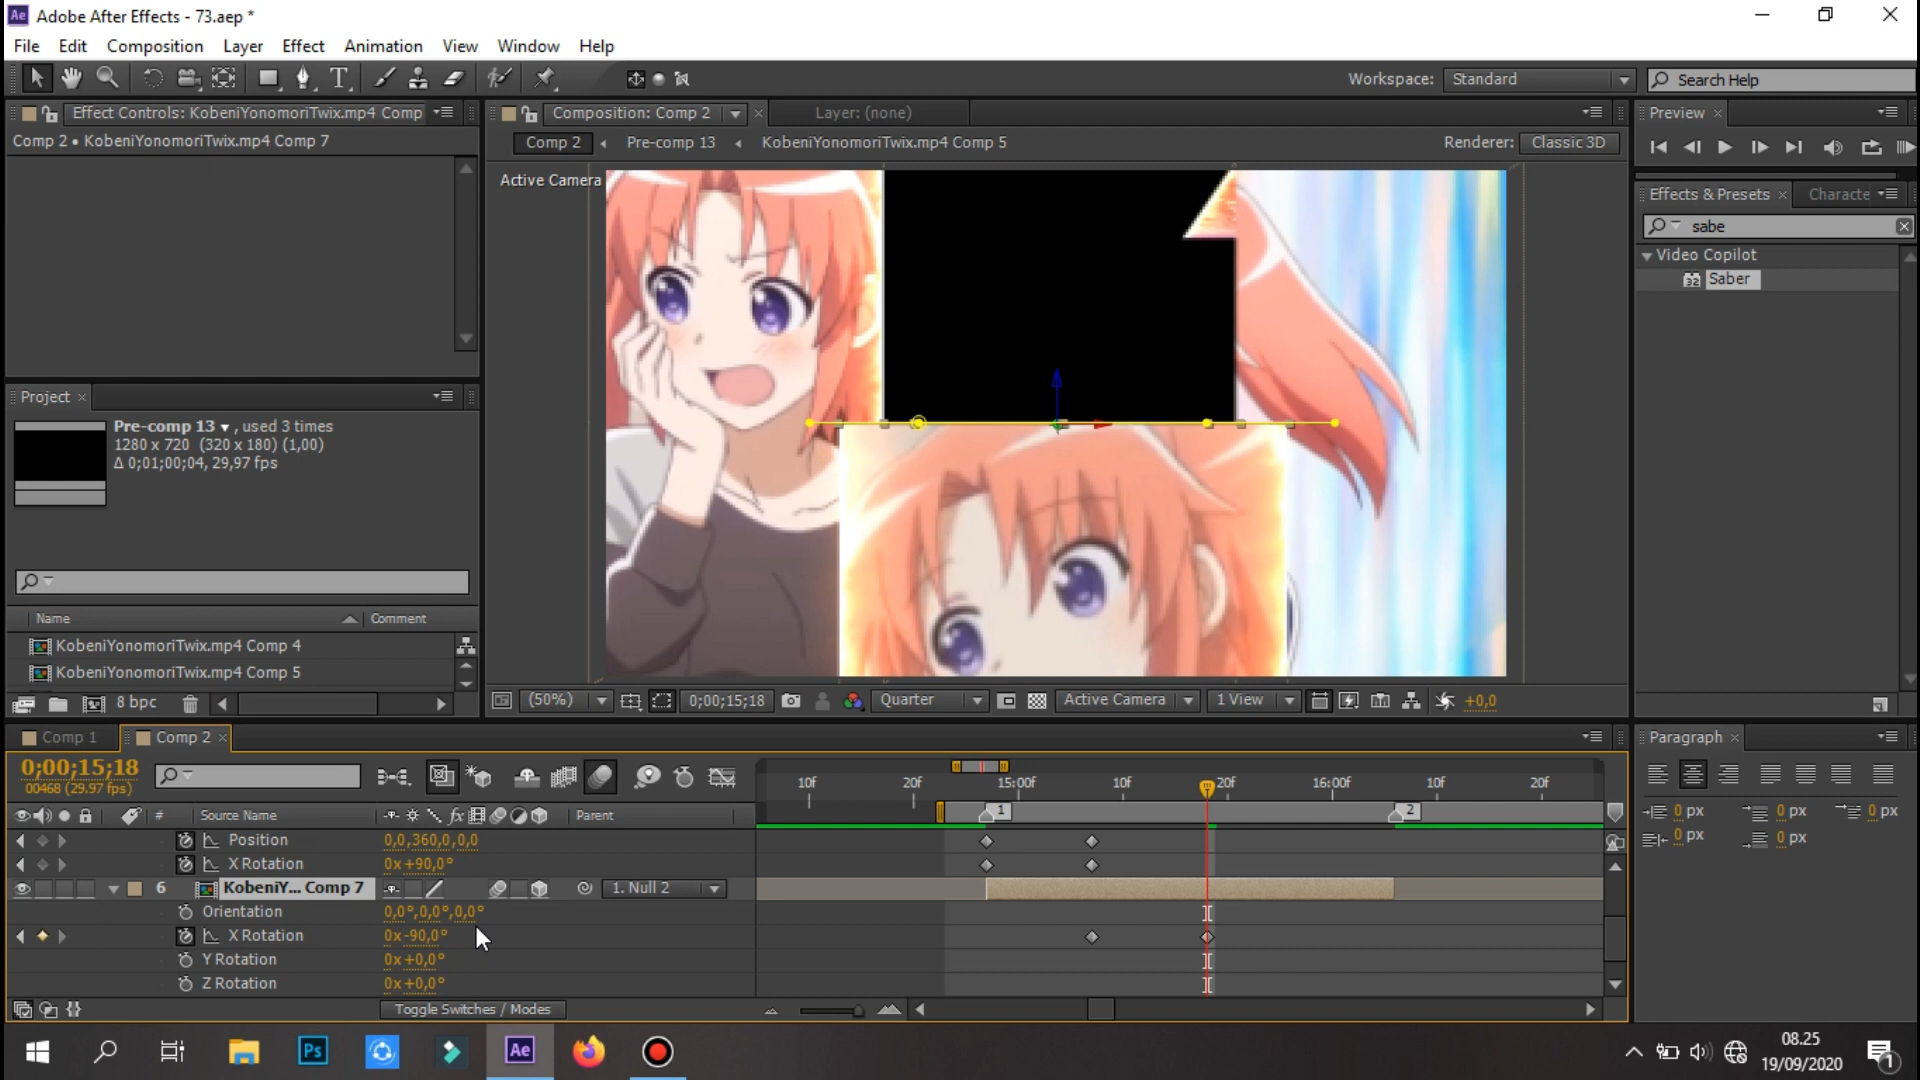 Ae Adobe After Effects - 73.aep *
File Edit Composition Layer Effect Animation View Window Help
Workspace: Standard Search Help
Effect Controls: KobeniYonomoriTwix.mp4 Comp
Composition: Comp 2
Layer: (none)
Preview
Comp 2 • KobeniYonomoriTwix.mp4 Comp 7
Comp 2 Pre-comp 13 KobeniYonomoriTwix.mp4 Comp 5
Renderer: Classic 3D
Active Camera
Effects & Presets Characte
sabe
Video Copilot
32 Saber
Project
Pre-comp 13 , used 3 times
1280 x 720 (320 x 180) (1,00)
Δ 0;01;00;04, 29,97 fps
Name Comment
KobeniYonomoriTwix.mp4 Comp 4
KobeniYonomoriTwix.mp4 Comp 5
8 bpc
(50%) 0;00;15;18 Quarter Active Camera 1 View +0,0
Comp 1 Comp 2
Paragraph
0;00;15;18
00468 (29.97 fps)
10f 20f 15:00f 10f 20f 16:00f 10f 20f
# Source Name fx Parent
1 2
0 px 0 px 0 px
0 px 0 px
Position 0,0,360,0,0,0
X Rotation 0x+90,0°
6 KobeniY... Comp 7 1. Null 2
Orientation 0,0°,0,0°,0,0°
X Rotation 0x-90,0°
Y Rotation 0x+0,0°
Z Rotation 0x+0,0°
Toggle Switches / Modes
Ps Ae
08.25
19/09/2020
1